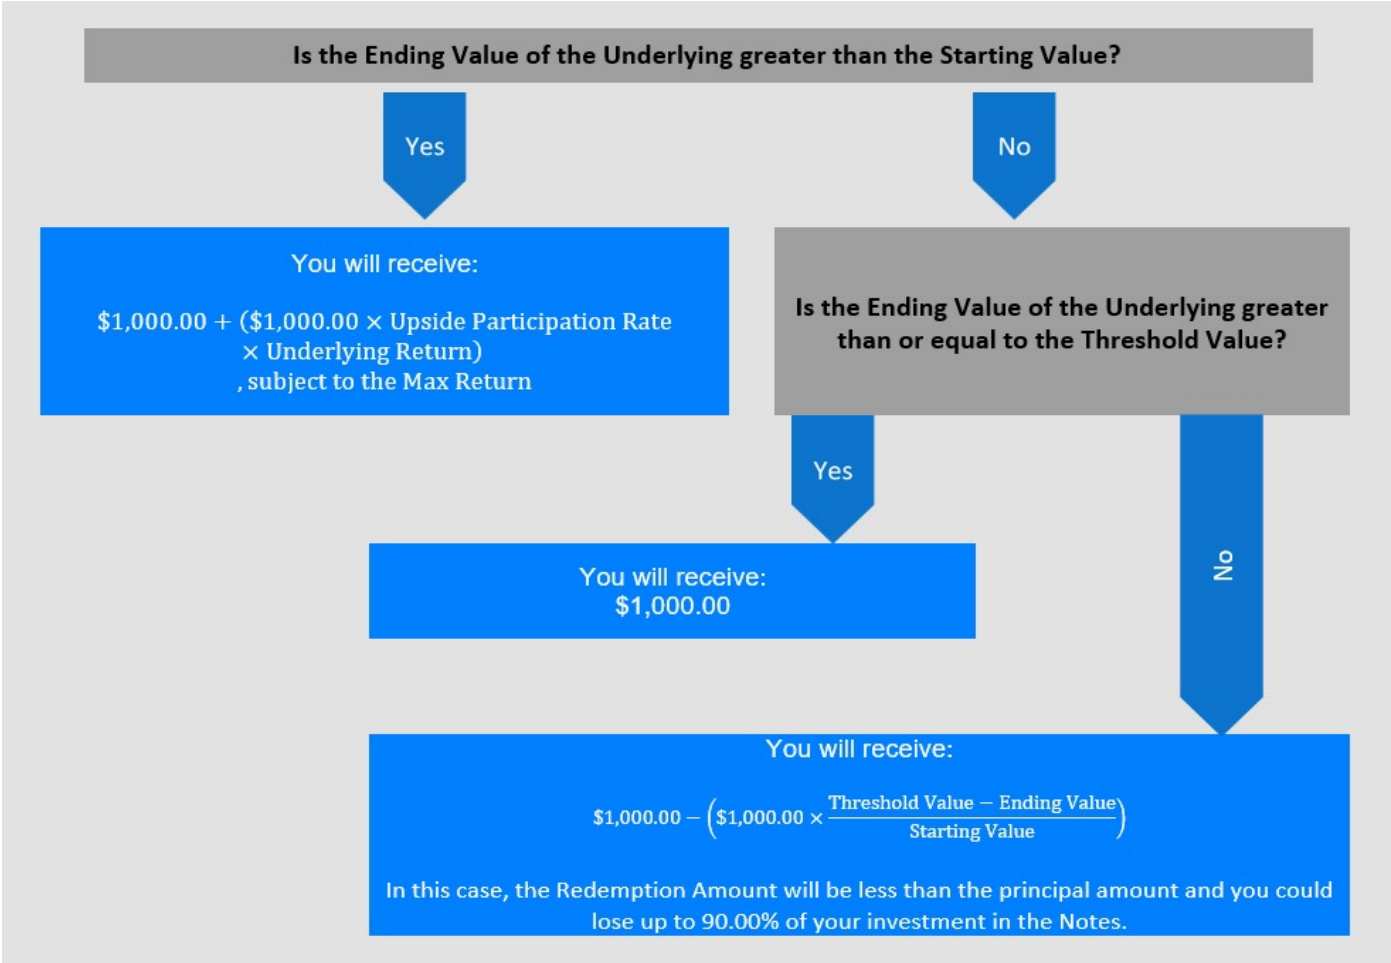 Is the Ending Value of the Underlying greater than the Starting Value?
Yes
No
You will receive:
$1,000.00 + ($1,000.00 × Upside Participation Rate
× Underlying Return)
, subject to the Max Return
Is the Ending Value of the Underlying greater
than or equal to the Threshold Value?
Yes
No
You will receive:
$1,000.00
You will receive:
$1,000.00 − ($1,000.00 × Threshold Value − Ending Value
Starting Value)
In this case, the Redemption Amount will be less than the principal amount and you could
lose up to 90.00% of your investment in the Notes.